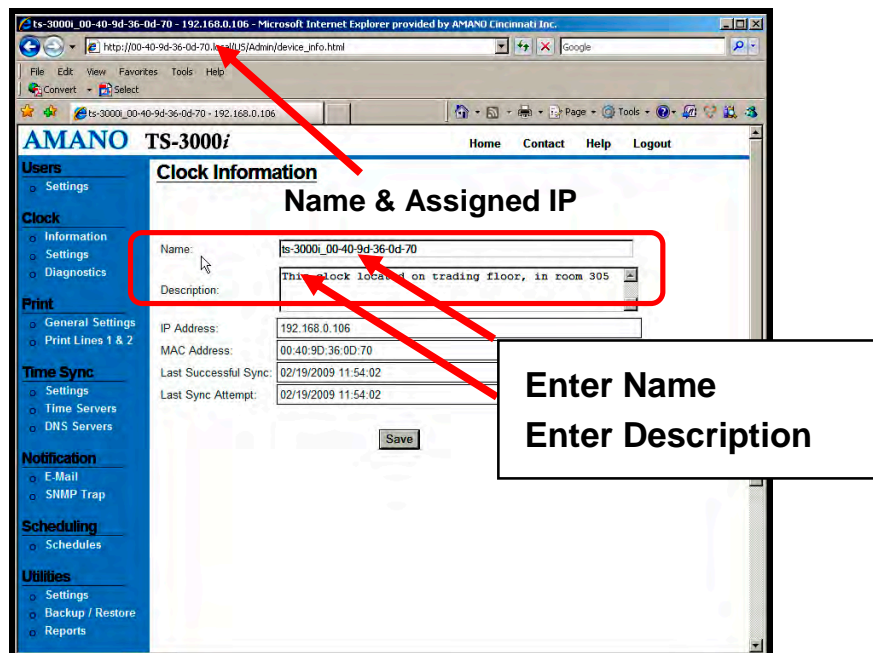 ts-3000i_00-40-9d-36-0d-70 - 192.168.0.106 - Microsoft Internet Explorer provided by AMANO Cincinnati Inc.
http://00-40-9d-36-0d-70.local/US/Admin/device_info.html
Google
File Edit View Favorites Tools Help
Convert Select
ts-3000i_00-40-9d-36-0d-70 - 192.168.0.106
Page Tools
AMANO TS-3000i
Home Contact Help Logout
Users
Settings
Clock
Information
Settings
Diagnostics
Print
General Settings
Print Lines 1 & 2
Time Sync
Settings
Time Servers
DNS Servers
Notification
E-Mail
SNMP Trap
Scheduling
Schedules
Utilities
Settings
Backup / Restore
Reports
Clock Information
Name & Assigned IP
Name: ts-3000i_00-40-9d-36-0d-70
Description: This clock located on trading floor, in room 305
IP Address: 192.168.0.106
MAC Address: 00:40:9D:36:0D:70
Last Successful Sync: 02/19/2009 11:54:02
Last Sync Attempt: 02/19/2009 11:54:02
Save
Enter Name
Enter Description